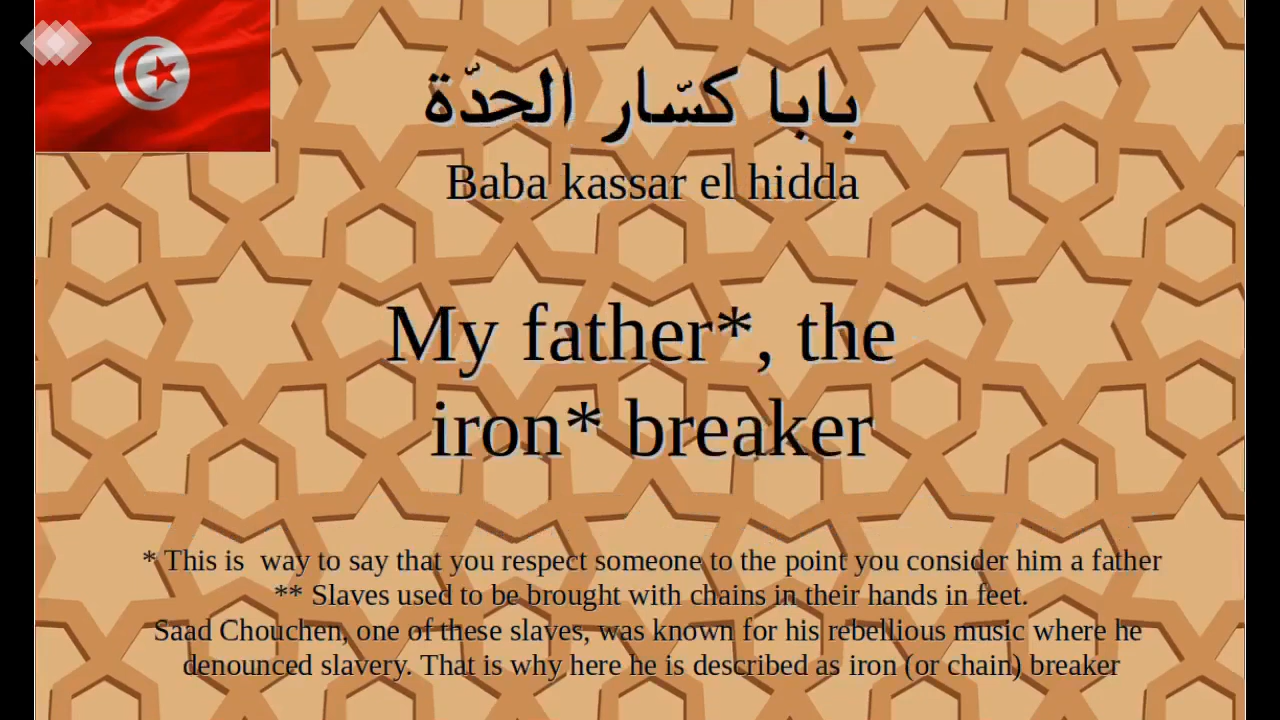 بابا كسّار الحدّة
Baba kassar el hidda
My father*, the
iron* breaker
* This is  way to say that you respect someone to the point you consider him a father
** Slaves used to be brought with chains in their hands in feet.
Saad Chouchen, one of these slaves, was known for his rebellious music where he
denounced slavery. That is why here he is described as iron (or chain) breaker